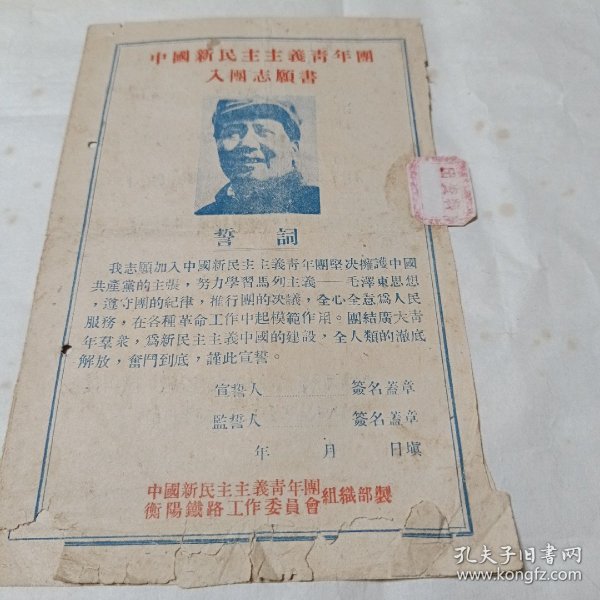 中國新民主主義青年團
入團志願書
誓 詞
我志願加入中國新民主主義青年團堅决擁護中國
共產黨的主張，努力學習馬列主義——毛澤東思想
，遵守團的紀律，推行團的决議，全心全意爲人民
服務，在各種革命工作中起模範作用。團結廣大青
年羣衆，爲新民主主義中國的建設，全人類的澈底
解放，奮鬥到底，謹此宣誓。
宣誓人 簽名蓋章
監誓人 簽名蓋章
年 月 日塡
中國新民主主義青年團
衡陽鐵路工作委員會組織部製
孔夫子旧書网
www.kongfz.com